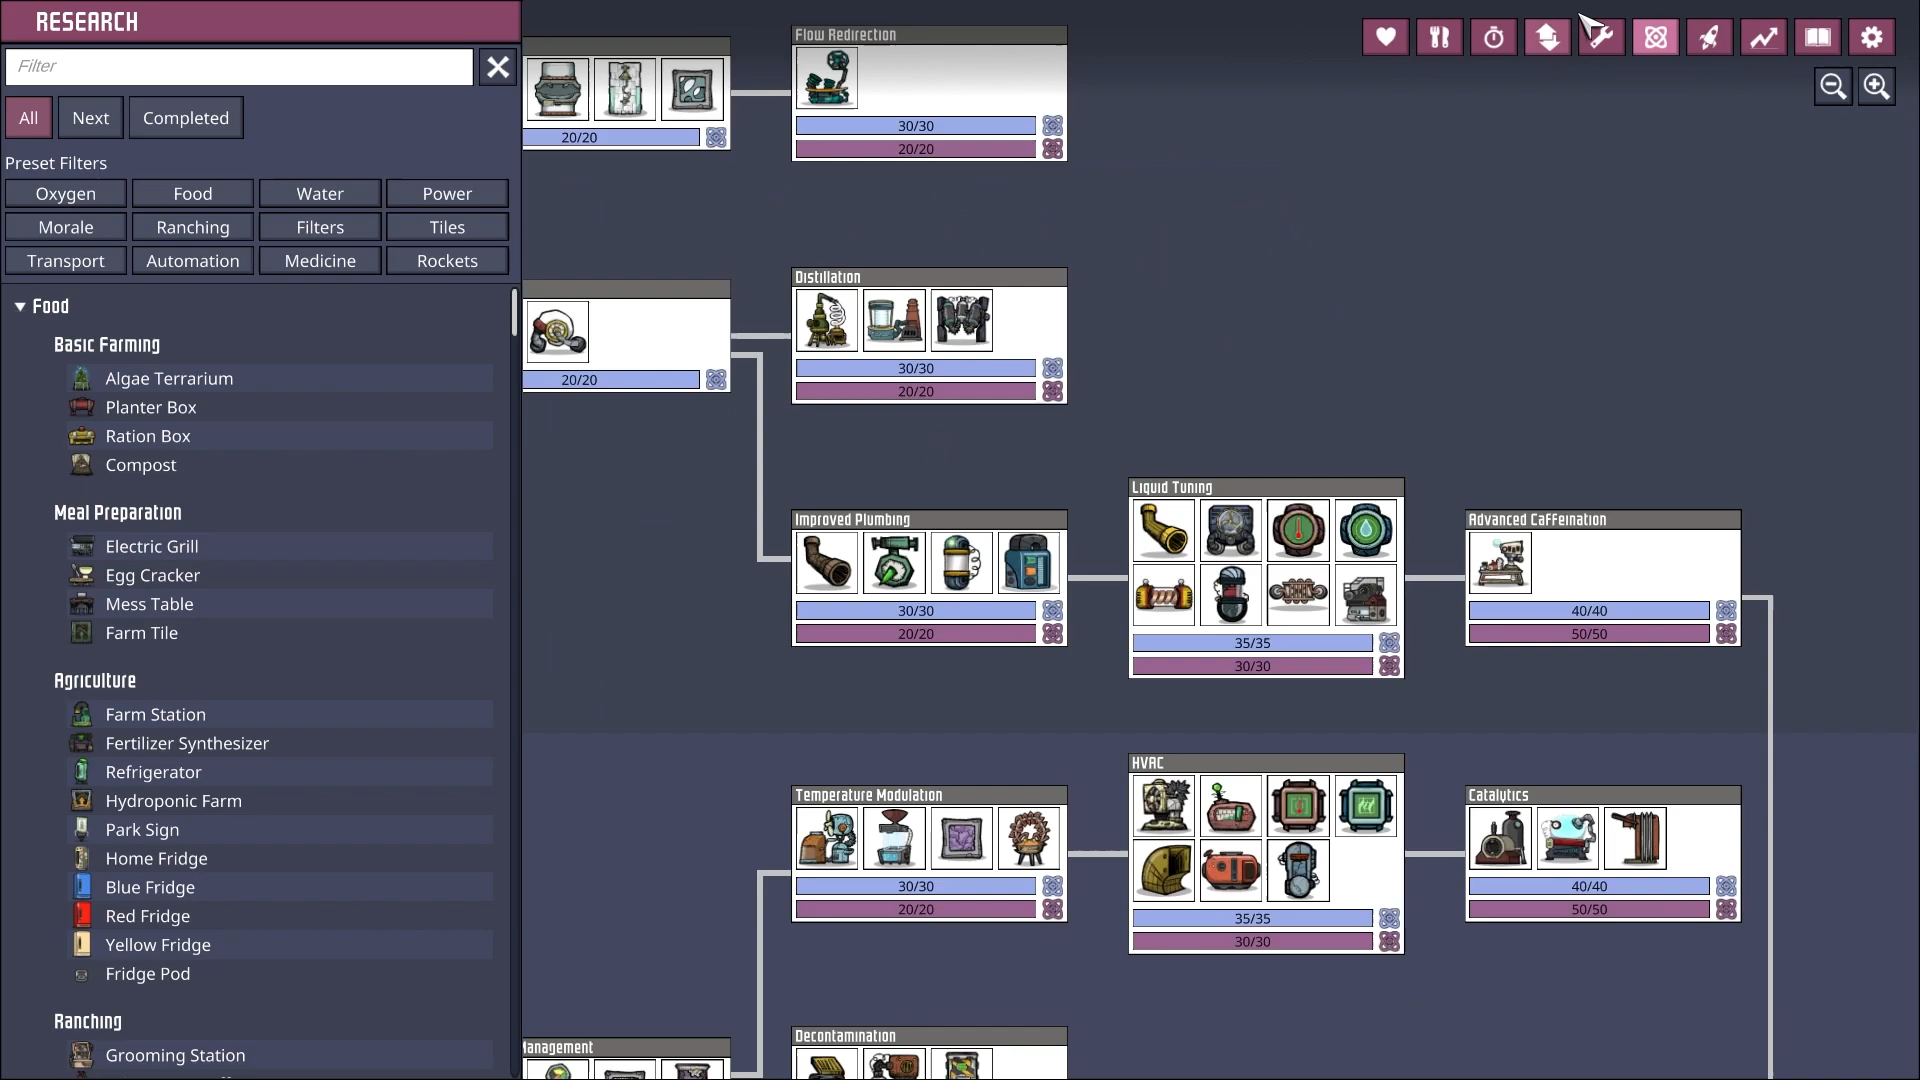 RESEARCH
Filter
All Next Completed
Preset Filters
Oxygen Food Water Power
Morale Ranching Filters Tiles
Transport Automation Medicine Rockets
Food
Basic Farming
Algae Terrarium
Planter Box
Ration Box
Compost
Meal Preparation
Electric Grill
Egg Cracker
Mess Table
Farm Tile
Agriculture
Farm Station
Fertilizer Synthesizer
Refrigerator
Hydroponic Farm
Park Sign
Home Fridge
Blue Fridge
Red Fridge
Yellow Fridge
Fridge Pod
Ranching
Grooming Station
20/20
Flow Redirection
30/30
20/20
20/20
Distillation
30/30
20/20
Improved Plumbing
30/30
20/20
Liquid Tuning
35/35
30/30
Advanced Caffeination
40/40
50/50
Temperature Modulation
30/30
20/20
HVAC
35/35
30/30
Catalytics
40/40
50/50
Management
Decontamination